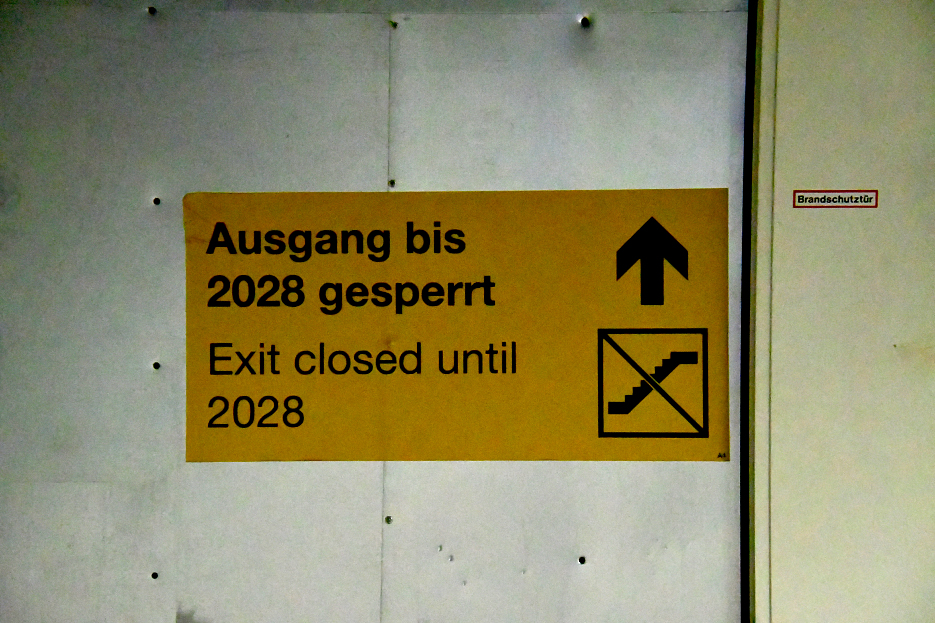 Ausgang bis
2028 gesperrt
Exit closed until
2028
Brandschutztür